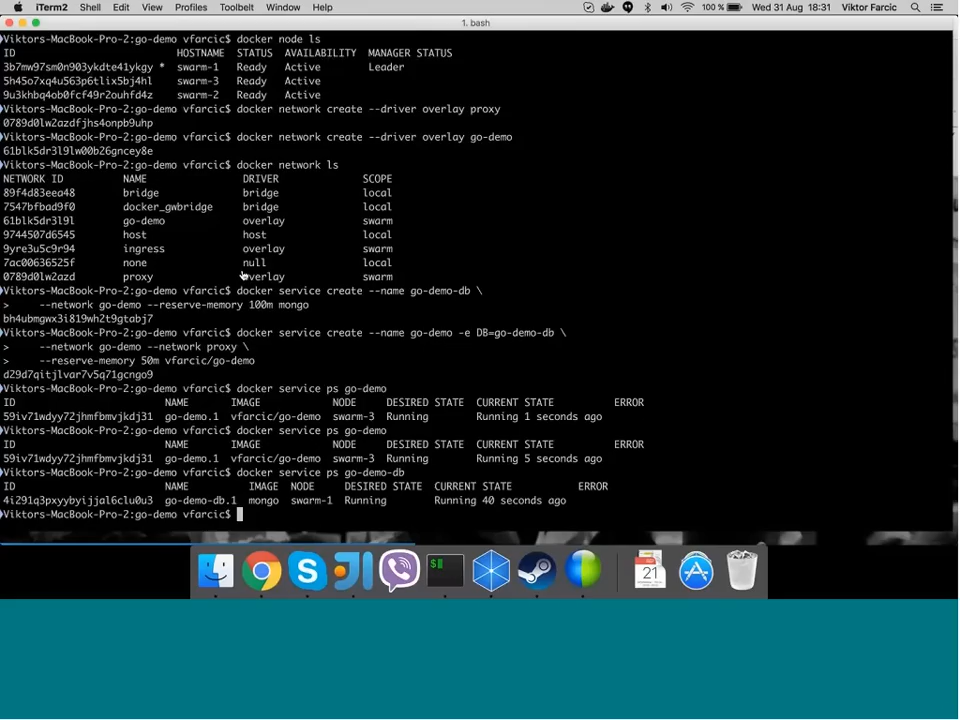 iTerm2 Shell Edit View Profiles Toolbelt Window Help 100% Wed 31 Aug 18:31 Viktor Farcic
1. bash
Viktors-MacBook-Pro-2:go-demo vfarcic$ docker node ls
ID HOSTNAME STATUS AVAILABILITY MANAGER STATUS
3b7mw97sm0n903ykdte41ykgy * swarm-1 Ready Active Leader
5h45o7xq4u563p6tlix5bj4hl swarm-3 Ready Active
9u3khbq4ob0fcf49r2ouhfd4z swarm-2 Ready Active
Viktors-MacBook-Pro-2:go-demo vfarcic$ docker network create --driver overlay proxy
0789d0lw2azdfjhs4onpb9uhp
Viktors-MacBook-Pro-2:go-demo vfarcic$ docker network create --driver overlay go-demo
61blk5dr3l9lw00b26gncey8e
Viktors-MacBook-Pro-2:go-demo vfarcic$ docker network ls
NETWORK ID NAME DRIVER SCOPE
89f4d83eea48 bridge bridge local
7547bfbad9f0 docker_gwbridge bridge local
61blk5dr3l9l go-demo overlay swarm
9744507d6545 host host local
9yre3u5c9r94 ingress overlay swarm
7ac00636525f none null local
0789d0lw2azd proxy overlay swarm
Viktors-MacBook-Pro-2:go-demo vfarcic$ docker service create --name go-demo-db \
> --network go-demo --reserve-memory 100m mongo
bh4ubmgwx3i819wh2t9gtabj7
Viktors-MacBook-Pro-2:go-demo vfarcic$ docker service create --name go-demo -e DB=go-demo-db \
> --network go-demo --network proxy \
> --reserve-memory 50m vfarcic/go-demo
d29d7qitjlvar7v5q71gcngo9
Viktors-MacBook-Pro-2:go-demo vfarcic$ docker service ps go-demo
ID NAME IMAGE NODE DESIRED STATE CURRENT STATE ERROR
59iv71wdyy72jhmfbmvjkdj31 go-demo.1 vfarcic/go-demo swarm-3 Running Running 1 seconds ago
Viktors-MacBook-Pro-2:go-demo vfarcic$ docker service ps go-demo
ID NAME IMAGE NODE DESIRED STATE CURRENT STATE ERROR
59iv71wdyy72jhmfbmvjkdj31 go-demo.1 vfarcic/go-demo swarm-3 Running Running 5 seconds ago
Viktors-MacBook-Pro-2:go-demo vfarcic$ docker service ps go-demo-db
ID NAME IMAGE NODE DESIRED STATE CURRENT STATE ERROR
4i291q3pxyybyijjal6clu0u3 go-demo-db.1 mongo swarm-1 Running Running 40 seconds ago
Viktors-MacBook-Pro-2:go-demo vfarcic$
21